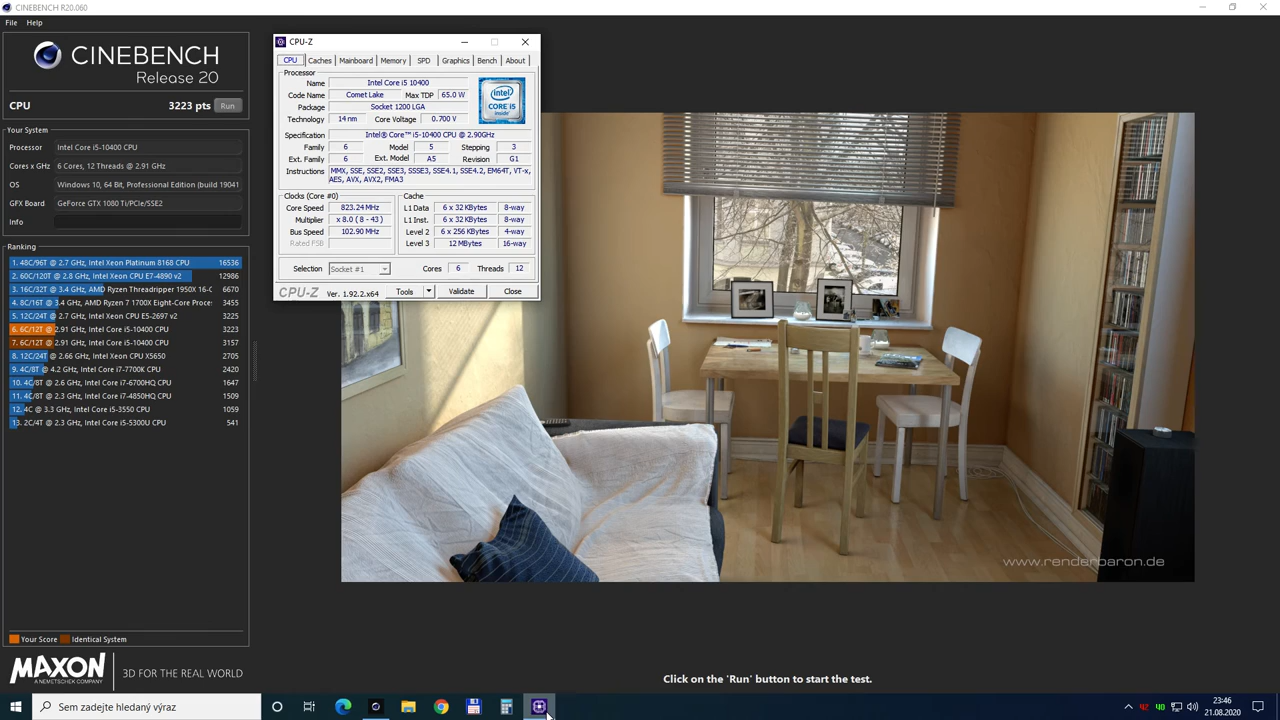 CINEBENCH R20.060
File Help
CINEBENCH
Release 20
CPU 3223 pts Run
Your System
Processor Intel Core i5-10400 CPU
Cores x GHz 6 Cores, 12 Threads @ 2.91 GHz
OS Windows 10, 64 Bit, Professional Edition (build 19041
GFX Board GeForce GTX 1080 Ti/PCIe/SSE2
Info
Ranking
1. 48C/96T @ 2.7 GHz, Intel Xeon Platinum 8168 CPU 16536
2. 60C/120T @ 2.8 GHz, Intel Xeon CPU E7-4890 v2 12986
3. 16C/32T @ 3.4 GHz, AMD Ryzen Threadripper 1950X 16-C 6670
4. 8C/16T @ 3.4 GHz, AMD Ryzen 7 1700X Eight-Core Proce: 3455
5. 12C/24T @ 2.7 GHz, Intel Xeon CPU E5-2697 v2 3225
6. 6C/12T @ 2.91 GHz, Intel Core i5-10400 CPU 3223
7. 6C/12T @ 2.91 GHz, Intel Core i5-10400 CPU 3157
8. 12C/24T @ 2.66 GHz, Intel Xeon CPU X5650 2705
9. 4C/8T @ 4.2 GHz, Intel Core i7-7700K CPU 2420
10. 4C/8T @ 2.6 GHz, Intel Core i7-6700HQ CPU 1647
11. 4C/8T @ 2.3 GHz, Intel Core i7-4850HQ CPU 1509
12. 4C @ 3.3 GHz, Intel Core i5-3550 CPU 1059
13. 2C/4T @ 2.3 GHz, Intel Core i5-5300U CPU 541
Your Score Identical System
MAXON
A NEMETSCHEK COMPANY
3D FOR THE REAL WORLD
CPU-Z
CPU Caches Mainboard Memory SPD Graphics Bench About
Processor
Name Intel Core i5 10400
Code Name Comet Lake Max TDP 65.0 W
Package Socket 1200 LGA
Technology 14 nm Core Voltage 0.700 V
intel
CORE i5
inside
Specification Intel® Core™ i5-10400 CPU @ 2.90GHz
Family 6 Model 5 Stepping 3
Ext. Family 6 Ext. Model A5 Revision G1
Instructions MMX, SSE, SSE2, SSE3, SSSE3, SSE4.1, SSE4.2, EM64T, VT-x,
AES, AVX, AVX2, FMA3
Clocks (Core #0) Cache
Core Speed 823.24 MHz L1 Data 6 x 32 KBytes 8-way
Multiplier x 8.0 ( 8 - 43 ) L1 Inst. 6 x 32 KBytes 8-way
Bus Speed 102.90 MHz Level 2 6 x 256 KBytes 4-way
Rated FSB Level 3 12 MBytes 16-way
Selection Socket #1 Cores 6 Threads 12
CPU-Z Ver. 1.92.2.x64 Tools Validate Close
www.renderbaron.de
Click on the 'Run' button to start the test.
Sem zadejte hledaný výraz
42 40
23:46
21.08.2020